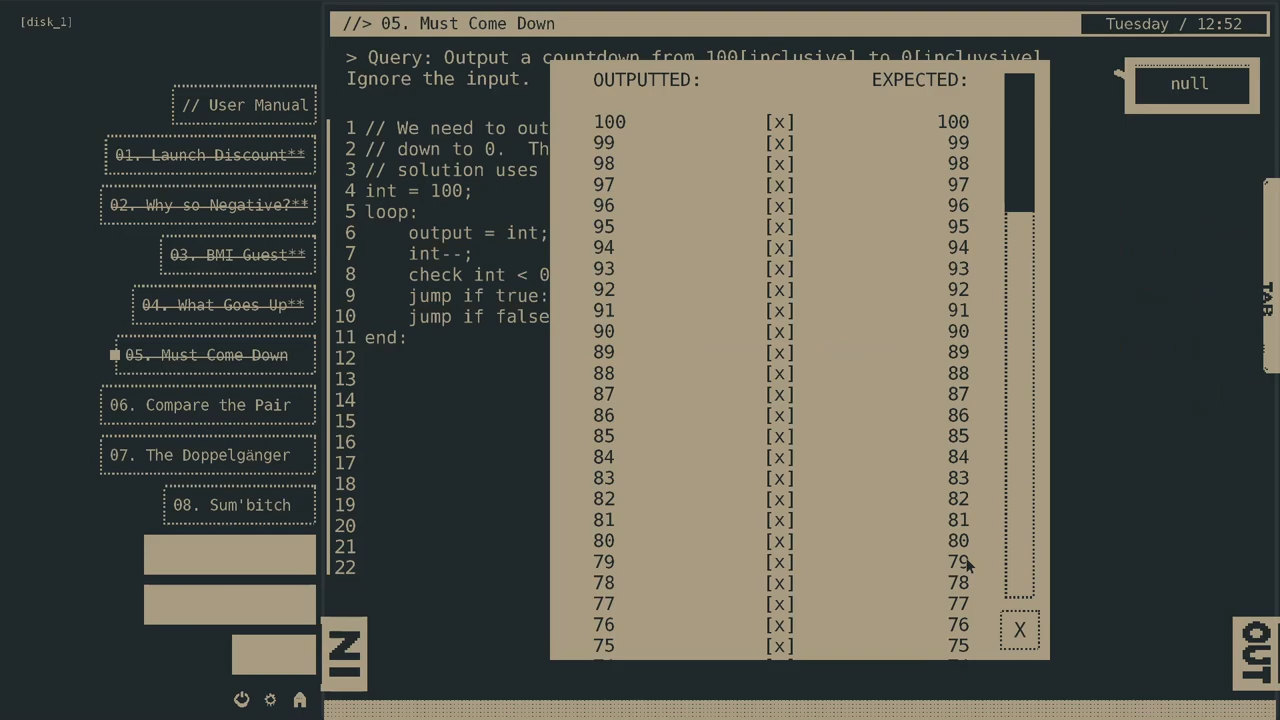 [disk_1]
//> 05. Must Come Down
Tuesday / 12:52
> Query: Output a countdown from 100[inclusive] to 0[incluvsive]
Ignore the input.
null
// User Manual
01. Launch Discount**
02. Why so Negative?**
03. BMI Guest**
04. What Goes Up**
05. Must Come Down
06. Compare the Pair
07. The Doppelgänger
08. Sum'bitch
1 // We need to out
2 // down to 0. Th
3 // solution uses
4 int = 100;
5 loop:
6 output = int;
7 int--;
8 check int < 0
9 jump if true:
10 jump if false
11 end:
12
13
14
15
16
17
18
19
20
21
22
OUTPUTTED: EXPECTED:
100 [x] 100
99 [x] 99
98 [x] 98
97 [x] 97
96 [x] 96
95 [x] 95
94 [x] 94
93 [x] 93
92 [x] 92
91 [x] 91
90 [x] 90
89 [x] 89
88 [x] 88
87 [x] 87
86 [x] 86
85 [x] 85
84 [x] 84
83 [x] 83
82 [x] 82
81 [x] 81
80 [x] 80
79 [x] 79
78 [x] 78
77 [x] 77
76 [x] 76
75 [x] 75
X
TAB
IN
OUT